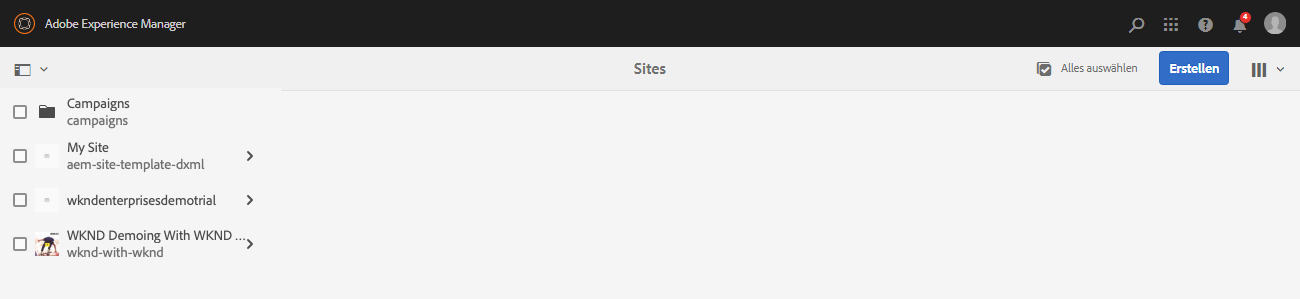 Adobe Experience Manager
4
Sites
Alles auswählen
Erstellen
Campaigns
campaigns
My Site
aem-site-template-dxml
wkndenterprisesdemotrial
WKND Demoing With WKND ...
wknd-with-wknd